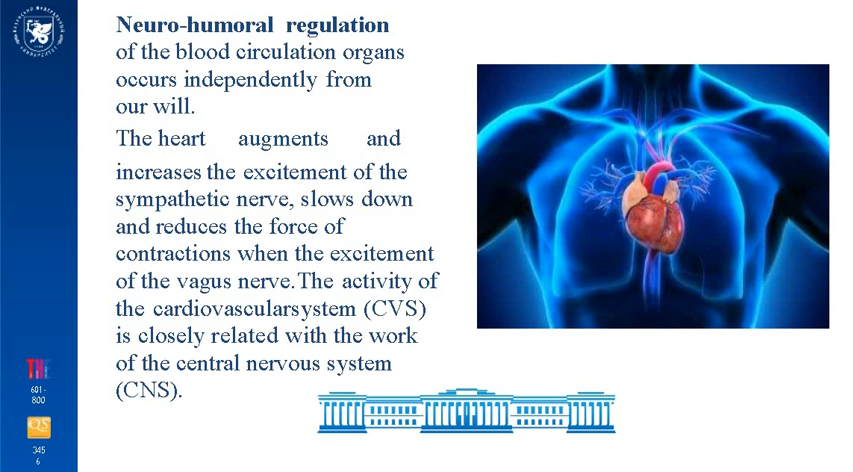 Neuro-humoral regulation
of the blood circulation organs
occurs independently from
our will.
The heart augments and
increases the excitement of the
sympathetic nerve, slows down
and reduces the force of
contractions when the excitement
of the vagus nerve.The activity of
the cardiovascularsystem (CVS)
is closely related with the work
of the central nervous system
(CNS).
THE
601-
800
QS
345
6